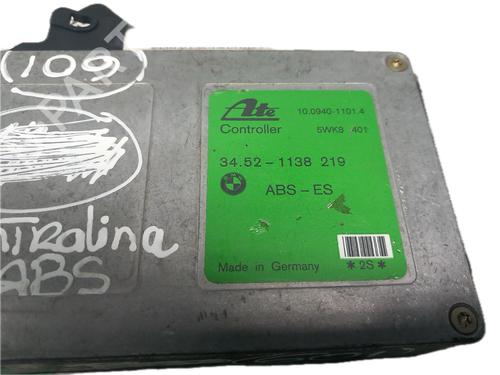 (109)
Ate
10.0940-1101.4
Controller
5WK8 401
34.52-1138 219
ABS-ES
Made in Germany
*2S*
ABS